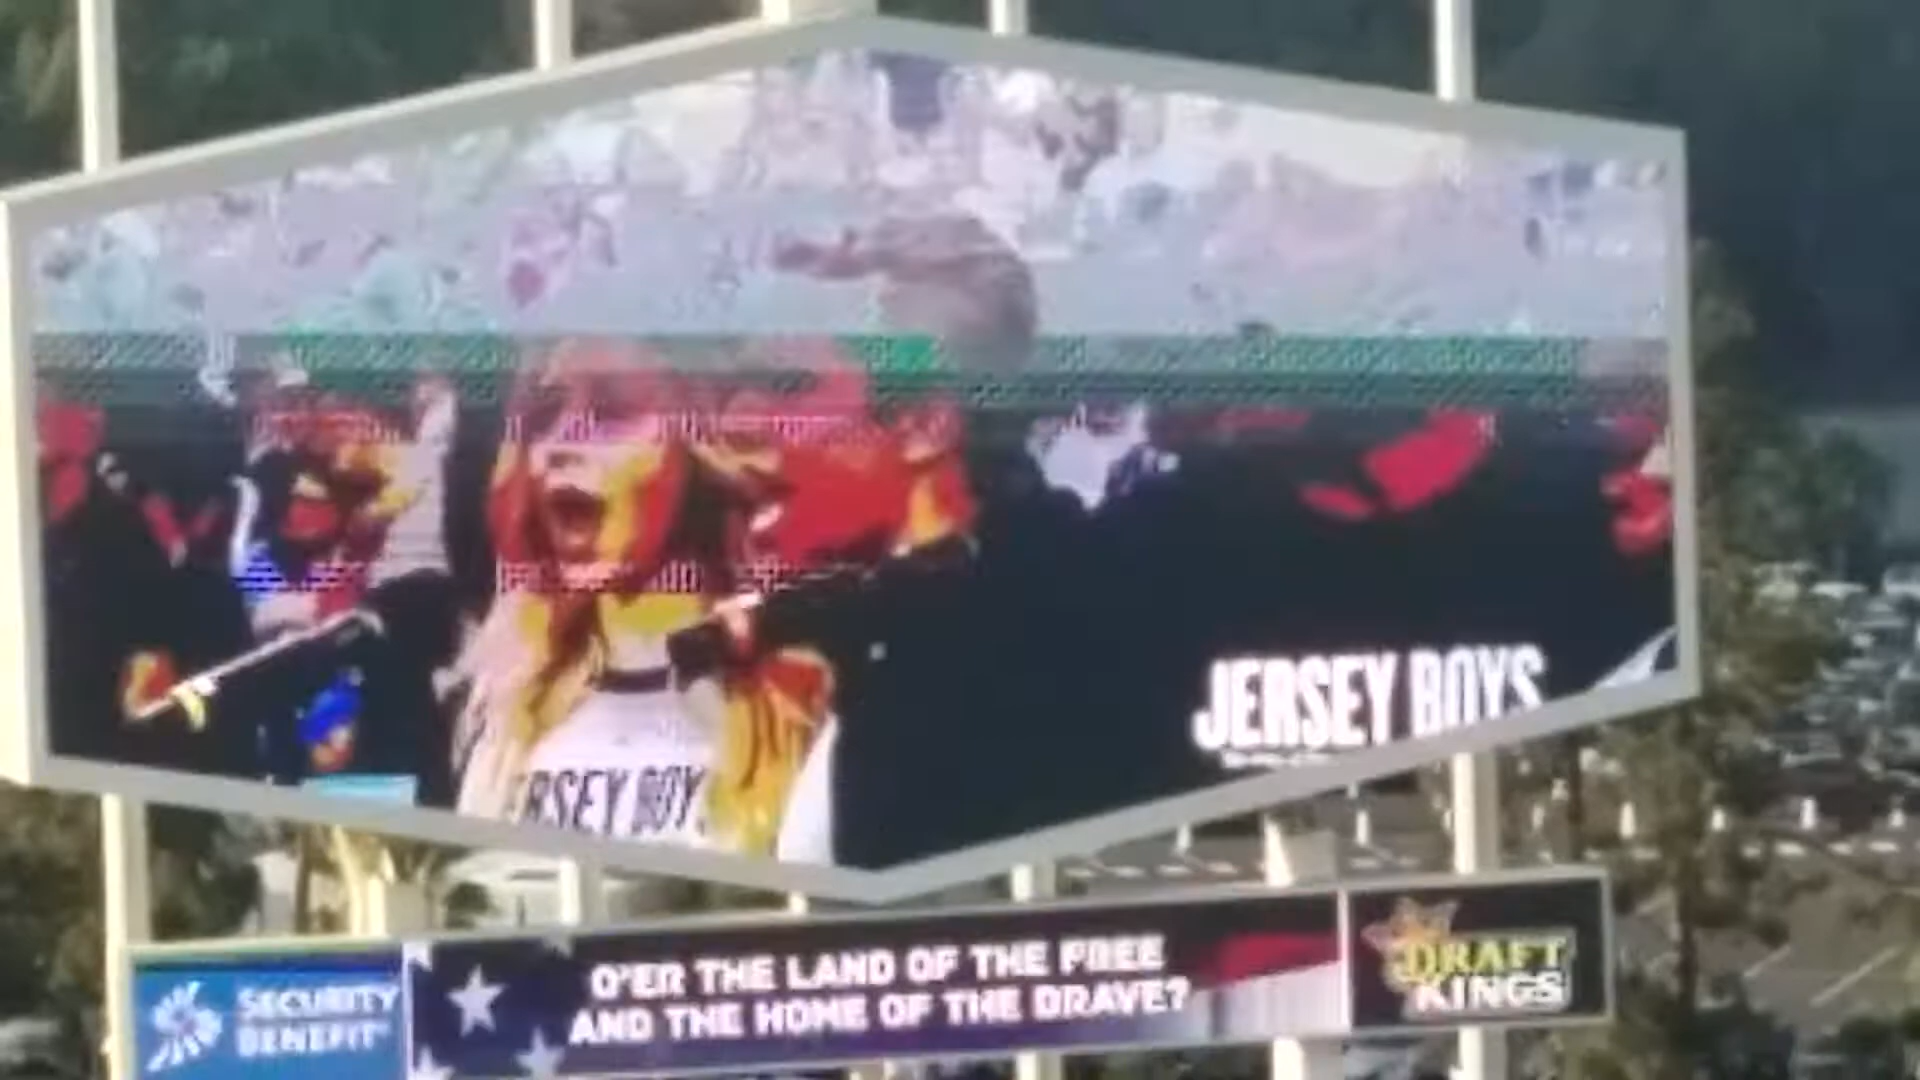 JERSEY BOYS
ERSEY BOY
O'ER THE LAND OF THE FREE
AND THE HOME OF THE BRAVE?
SECURITY
BENEFIT
DRAFT
KINGS